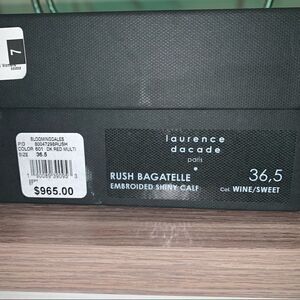 7
BLOOMINGDALES
P/O 80047298RUSH
COLOR 601 DK RED MULTI
SIZE 36.5
$965.00
laurence
dacade
paris
RUSH BAGATELLE 36,5
EMBROIDED SHINY CALF Col. WINE/SWEET